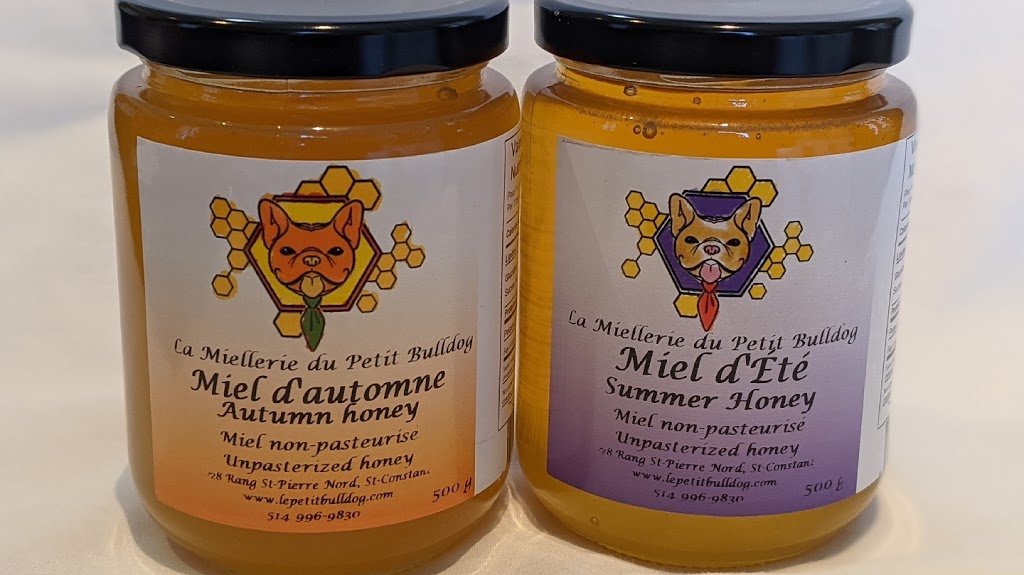 La Miellerie du Petit Bulldog
Miel d'automne
Autumn honey
Miel non-pasteurisé
Unpasterized honey
28 Rang St-Pierre Nord, St-Constant
www.lepetitbulldog.com
514 996-9830
500 g
La Miellerie du Petit Bulldog
Miel d'Été
Summer Honey
Miel non-pasteurisé
Unpasterized honey
28 Rang St-Pierre Nord, St-Constant
www.lepetitbulldog.com
514 996-9830
500 g